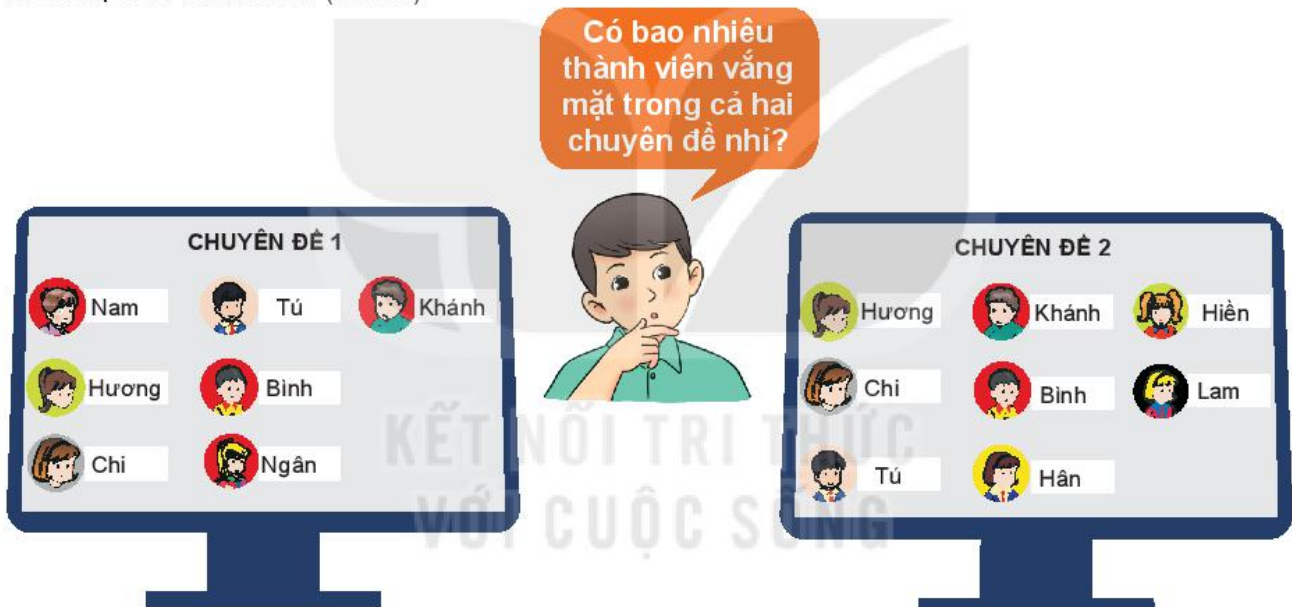 Có bao nhiêu
thành viên vắng
mặt trong cả hai
chuyên đề nhỉ?
CHUYÊN ĐỀ 1
Nam
Tú
Khánh
Hương
Bình
Chi
Ngân
CHUYÊN ĐỀ 2
Hương
Khánh
Hiền
Chi
Bình
Lam
Tú
Hân
KẾT NỐI TRI THỨC
VỚI CUỘC SỐNG